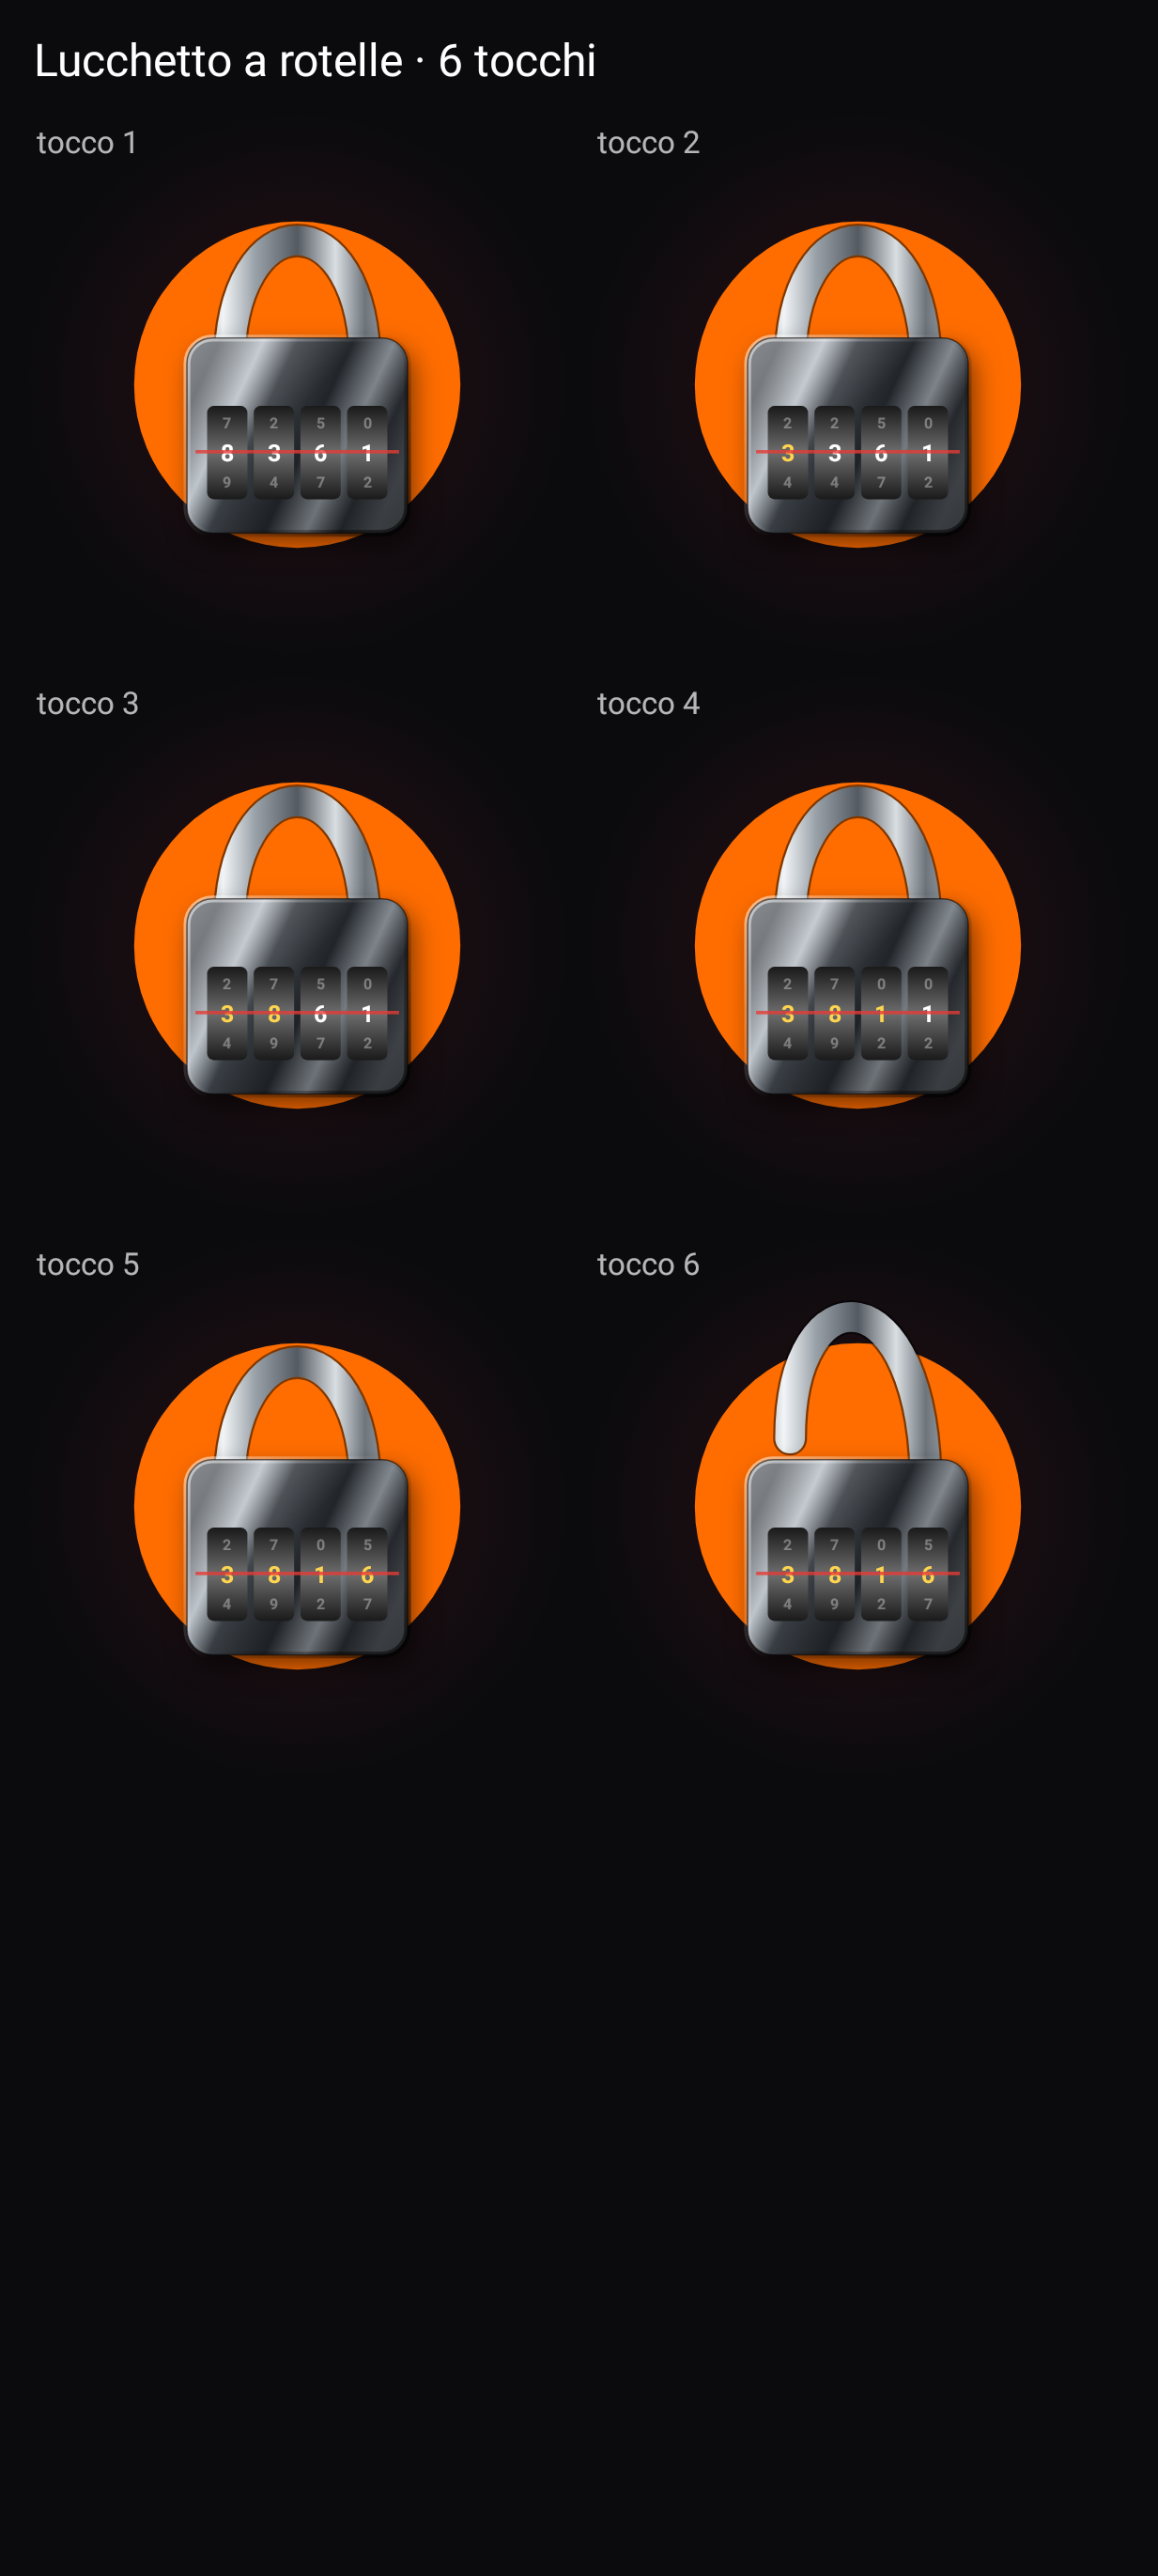 Lucchetto a rotelle · 6 tocchi
tocco 1
7 2 5 0
8 3 6 1
9 4 7 2
tocco 2
2 2 5 0
3 3 6 1
4 4 7 2
tocco 3
2 7 5 0
3 8 6 1
4 9 7 2
tocco 4
2 7 0 0
3 8 1 1
4 9 2 2
tocco 5
2 7 0 5
3 8 1 6
4 9 2 7
tocco 6
2 7 0 5
3 8 1 6
4 9 2 7